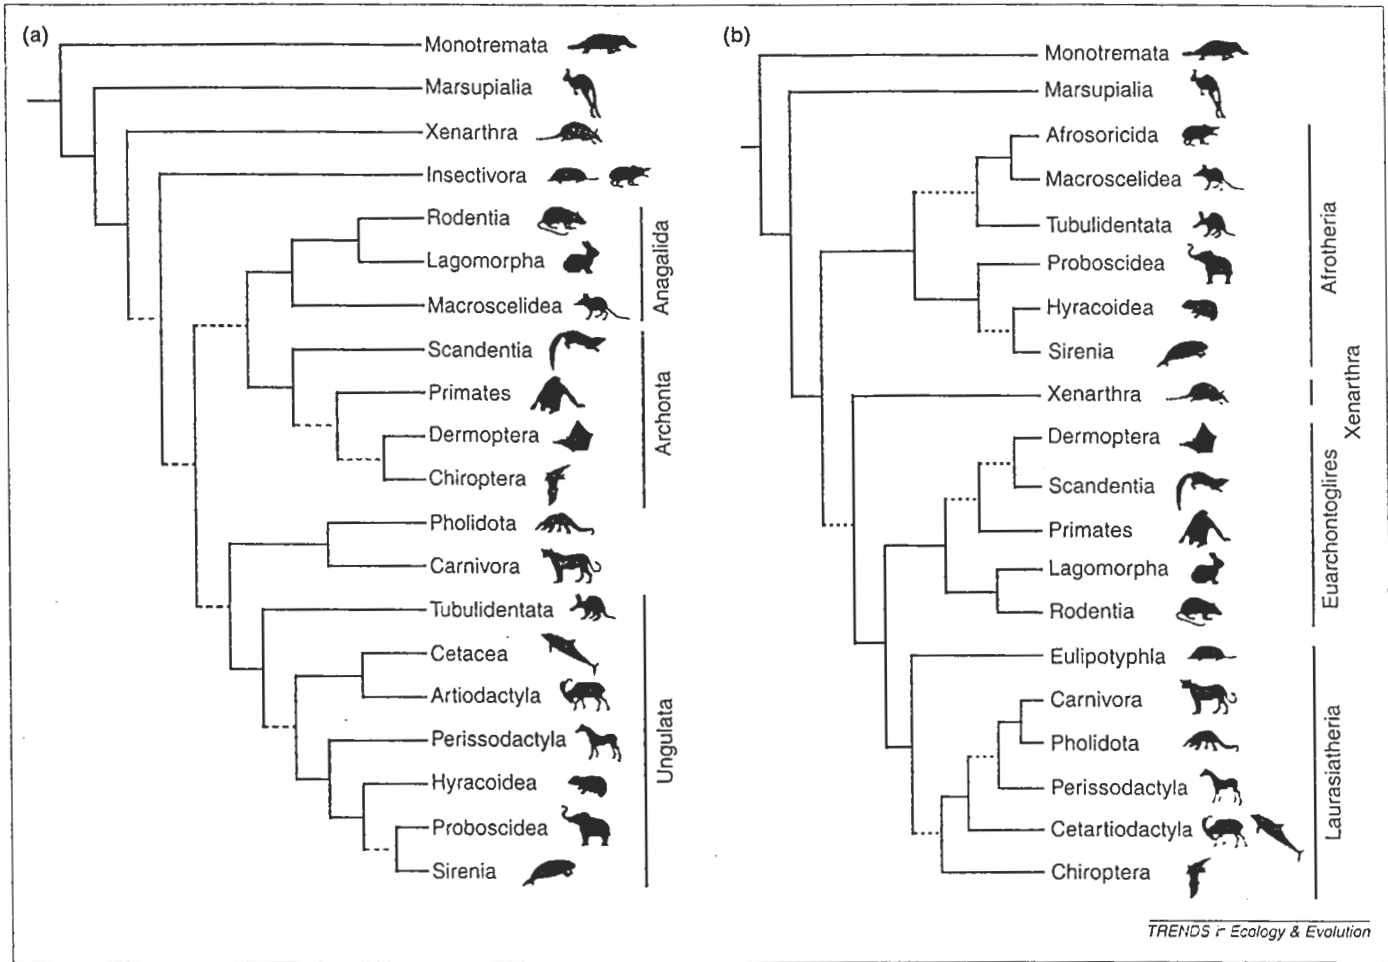 (a)
Monotremata
Marsupialia
Xenarthra
Insectivora
Rodentia
Lagomorpha
Macroscelidea
Anagalida
Scandentia
Primates
Dermoptera
Chiroptera
Archonta
Pholidota
Carnivora
Tubulidentata
Cetacea
Artiodactyla
Perissodactyla
Hyracoidea
Proboscidea
Sirenia
Ungulata
(b)
Monotremata
Marsupialia
Afrosoricida
Macroscelidea
Tubulidentata
Proboscidea
Hyracoidea
Sirenia
Afrotheria
Xenarthra
Xenarthra
Dermoptera
Scandentia
Primates
Lagomorpha
Rodentia
Euarchontoglires
Eulipotyphla
Carnivora
Pholidota
Perissodactyla
Cetartiodactyla
Chiroptera
Laurasiatheria
TRENDS in Ecology & Evolution